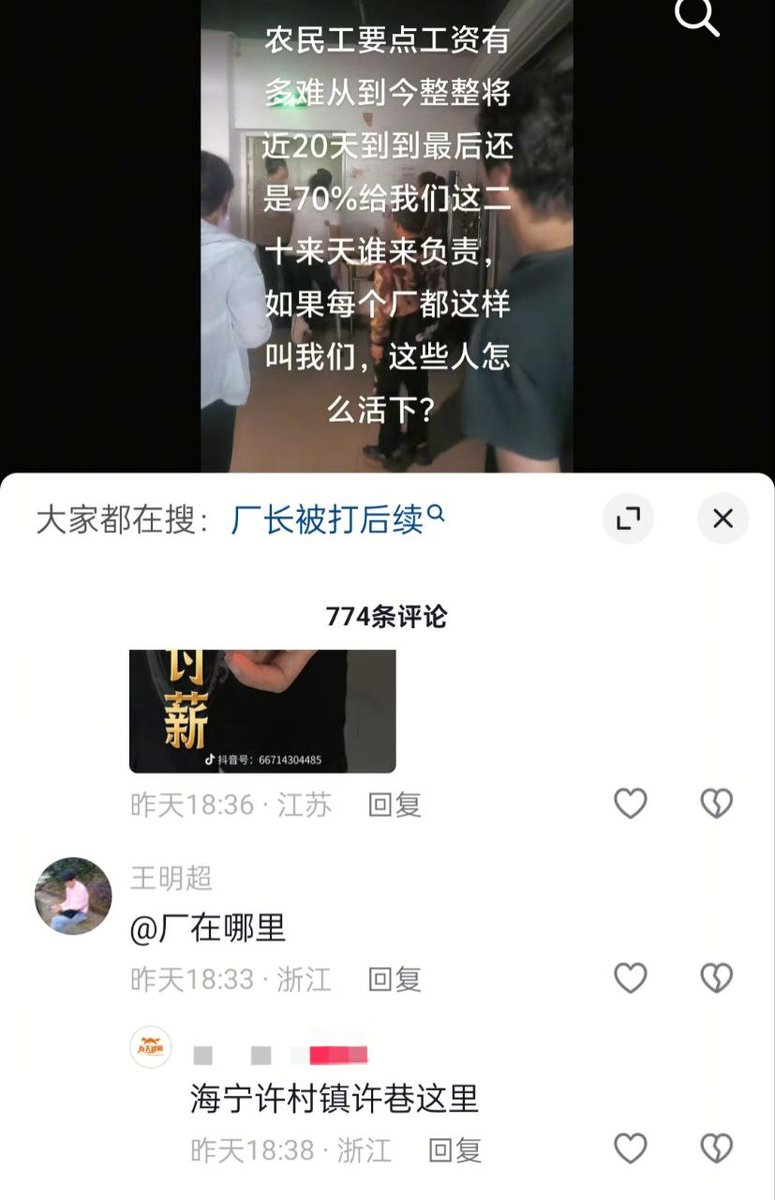 农民工要点工资有
多难从到今整整将
近20天到到最后还
是70%给我们这二
十来天谁来负责，
如果每个厂都这样
叫我们，这些人怎
么活下？
大家都在搜：厂长被打后续
774条评论
讨薪
抖音号：66714304485
昨天18:36 · 江苏 回复
王明超
@厂在哪里
昨天18:33 · 浙江 回复
海宁许村镇许巷这里
昨天18:38 · 浙江 回复